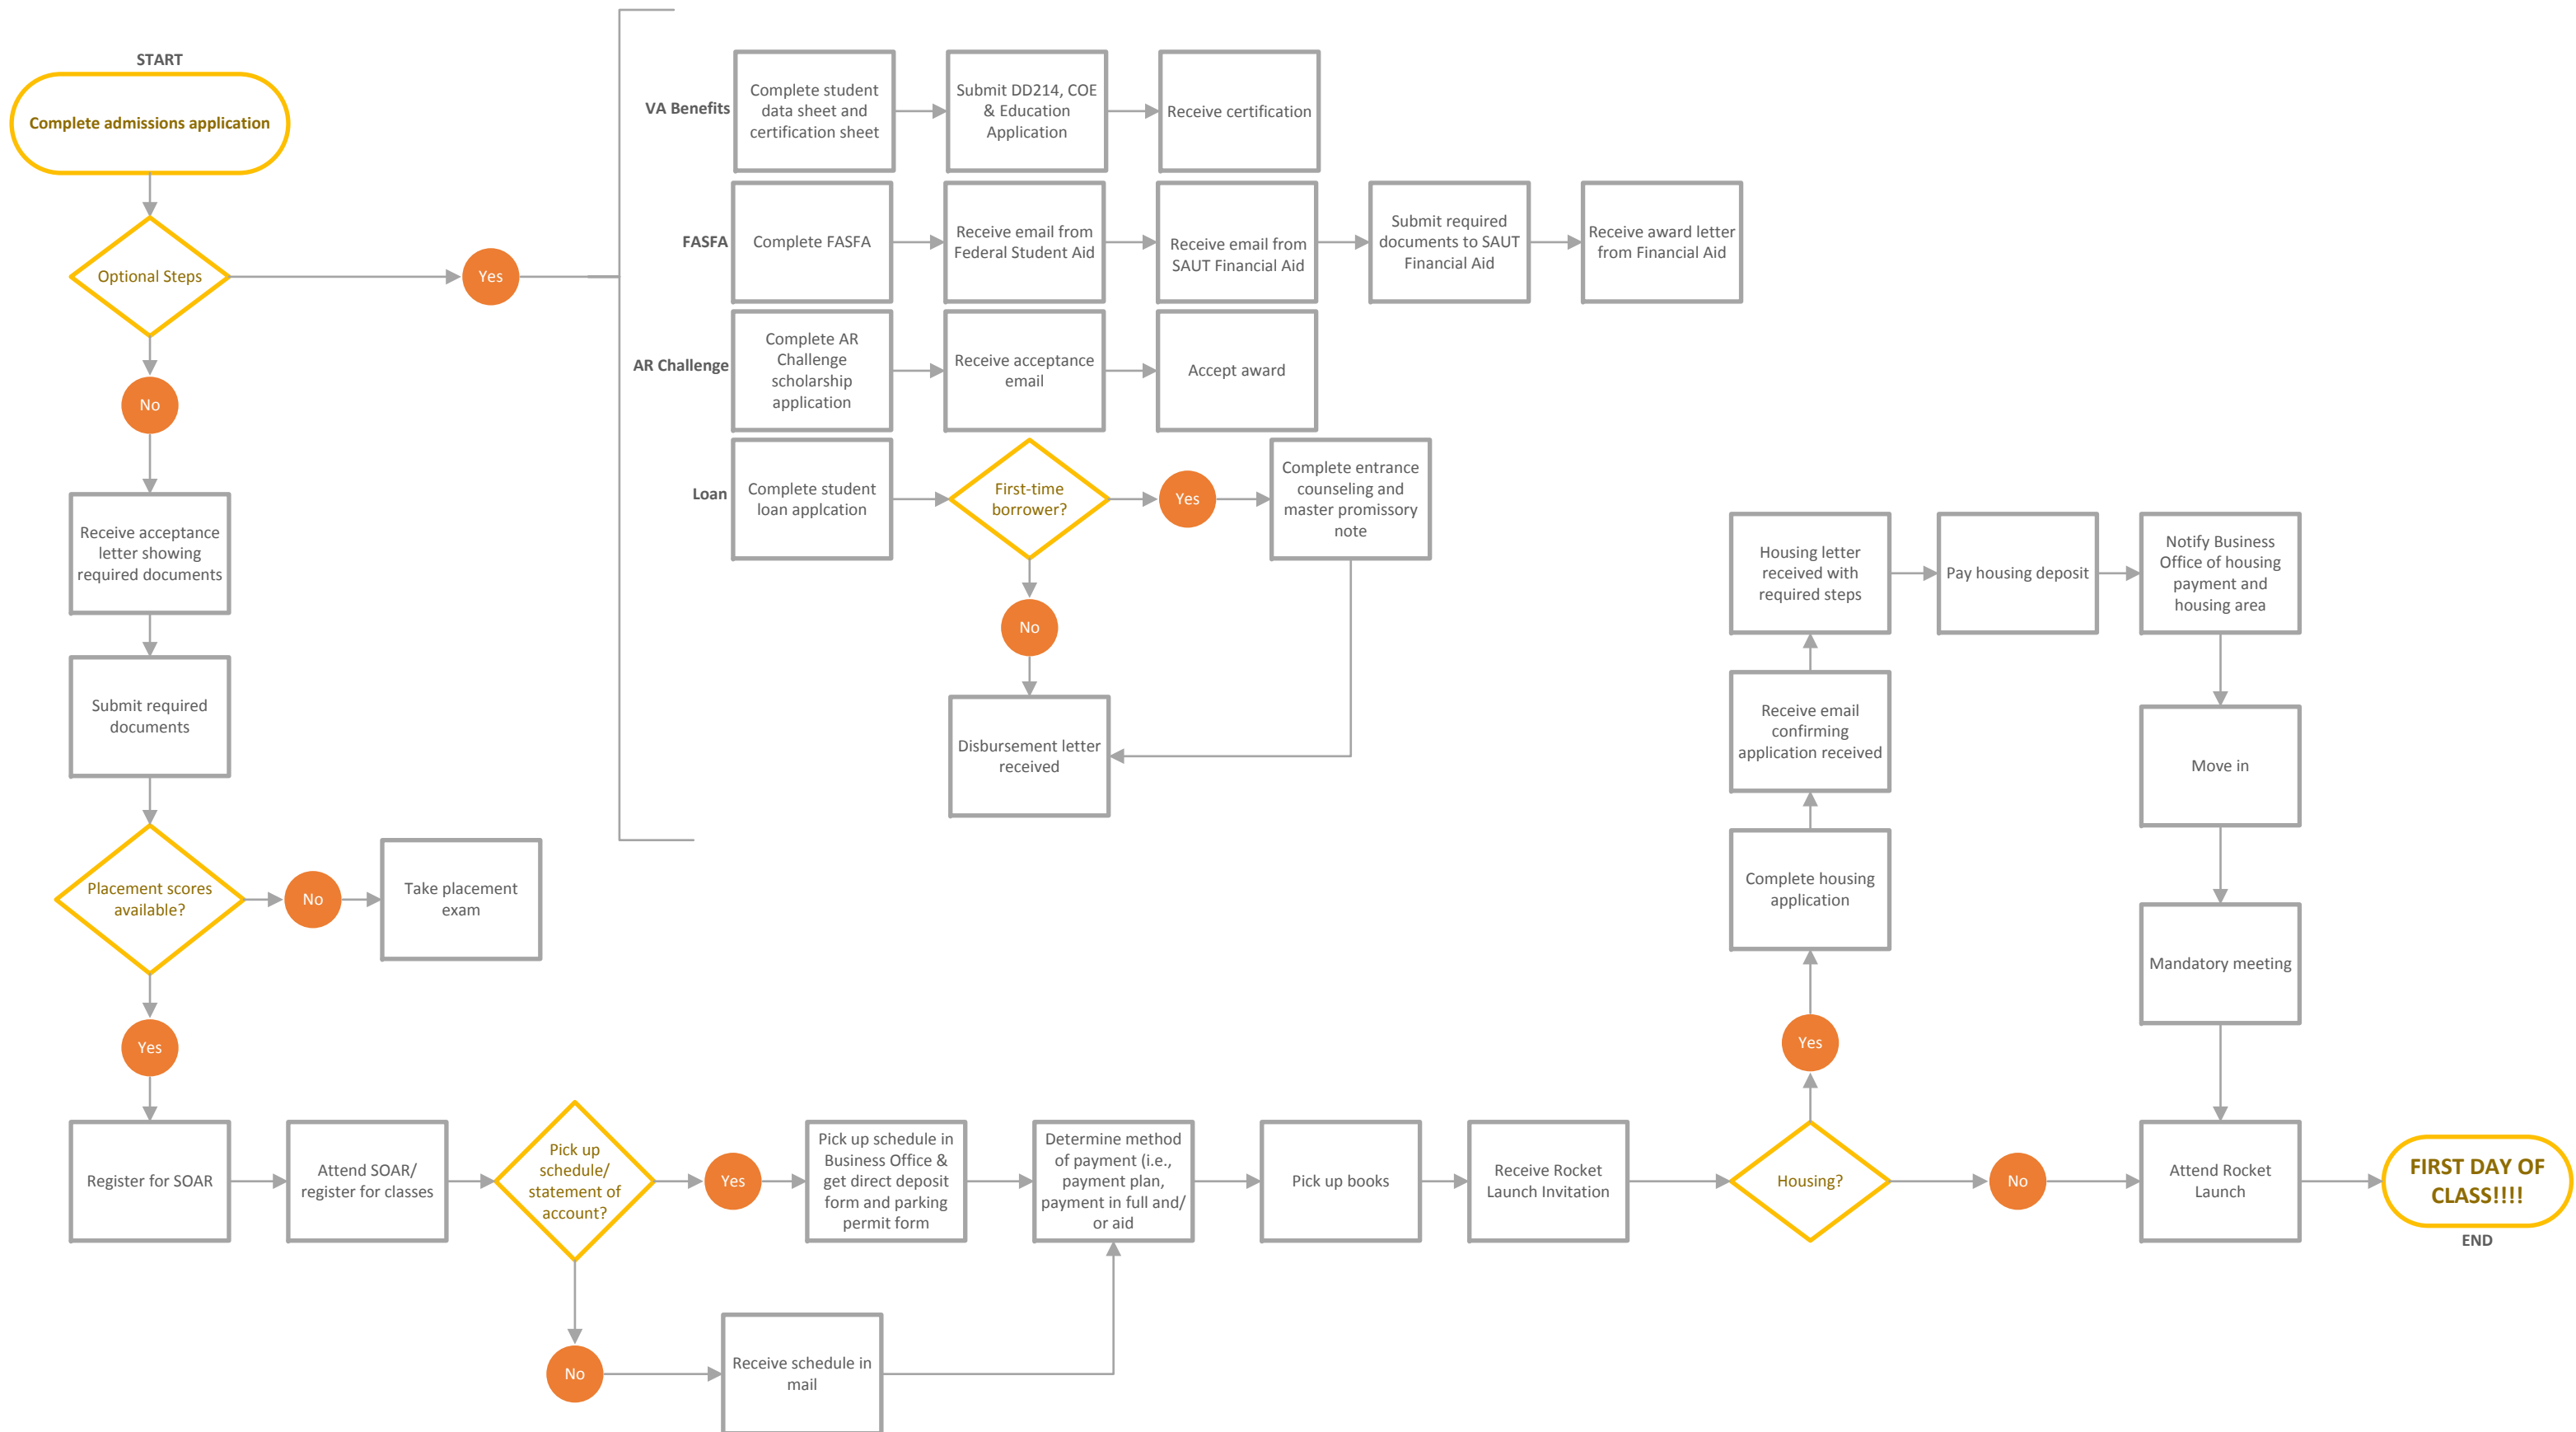 START
Complete admissions application
Optional Steps
Yes
No
VA Benefits
Complete student
data sheet and
certification sheet
Submit DD214, COE
& Education
Application
Receive certification
FASFA
Complete FASFA
Receive email from
Federal Student Aid
Receive email from
SAUT Financial Aid
Submit required
documents to SAUT
Financial Aid
Receive award letter
from Financial Aid
AR Challenge
Complete AR
Challenge
scholarship
application
Receive acceptance
email
Accept award
Loan
Complete student
loan applcation
First-time
borrower?
Yes
Complete entrance
counseling and
master promissory
note
No
Disbursement letter
received
Receive acceptance
letter showing
required documents
Submit required
documents
Placement scores
available?
No
Take placement
exam
Yes
Register for SOAR
Attend SOAR/
register for classes
Pick up
schedule/
statement of
account?
Yes
Pick up schedule in
Business Office &
get direct deposit
form and parking
permit form
No
Receive schedule in
mail
Determine method
of payment (i.e.,
payment plan,
payment in full and/
or aid
Pick up books
Receive Rocket
Launch Invitation
Housing?
Yes
Complete housing
application
Receive email
confirming
application received
Housing letter
received with
required steps
Pay housing deposit
Notify Business
Office of housing
payment and
housing area
Move in
Mandatory meeting
No
Attend Rocket
Launch
FIRST DAY OF
CLASS!!!!
END